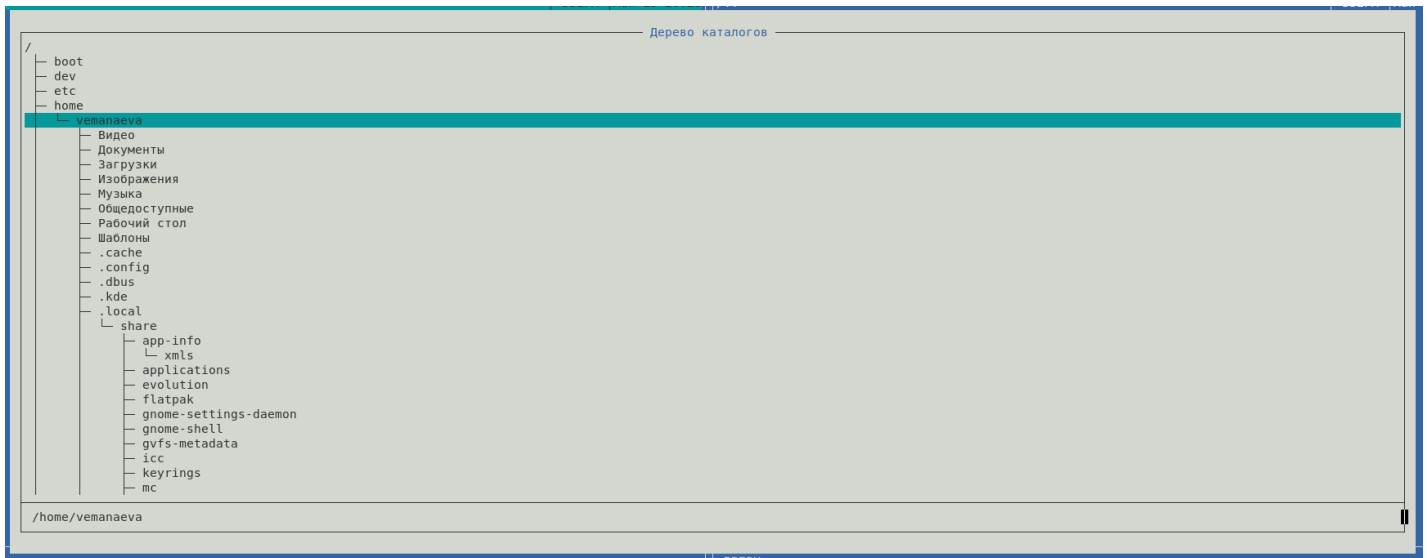 Дерево каталогов
/
boot
dev
etc
home
vemanaeva
Видео
Документы
Загрузки
Изображения
Музыка
Общедоступные
Рабочий стол
Шаблоны
.cache
.config
.dbus
.kde
.local
share
app-info
xmls
applications
evolution
flatpak
gnome-settings-daemon
gnome-shell
gvfs-metadata
icc
keyrings
mc
/home/vemanaeva